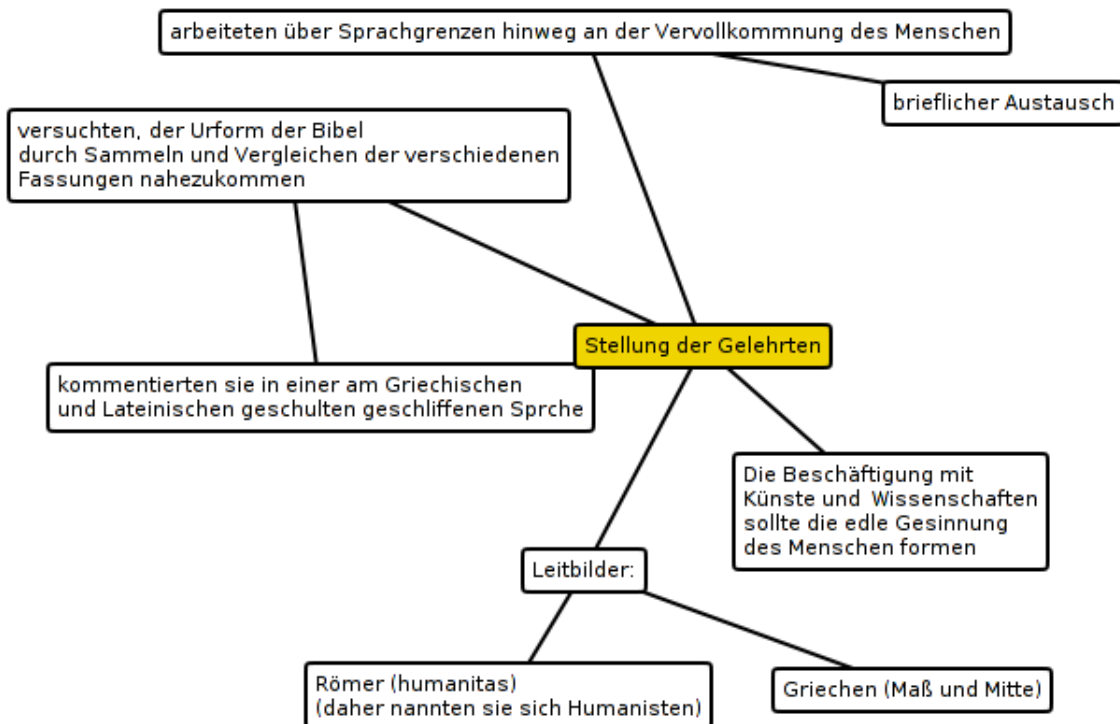 arbeiteten über Sprachgrenzen hinweg an der Vervollkommnung des Menschen
brieflicher Austausch
versuchten, der Urform der Bibel
durch Sammeln und Vergleichen der verschiedenen
Fassungen nahezukommen
Stellung der Gelehrten
kommentierten sie in einer am Griechischen
und Lateinischen geschulten geschliffenen Sprche
Die Beschäftigung mit
Künste und  Wissenschaften
sollte die edle Gesinnung
des Menschen formen
Leitbilder:
Römer (humanitas)
(daher nannten sie sich Humanisten)
Griechen (Maß und Mitte)